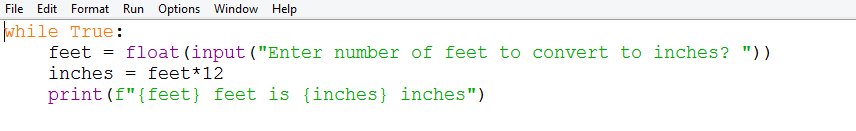 File Edit Format Run Options Window Help
while True:
    feet = float(input("Enter number of feet to convert to inches? "))
    inches = feet*12
    print(f"{feet} feet is {inches} inches")